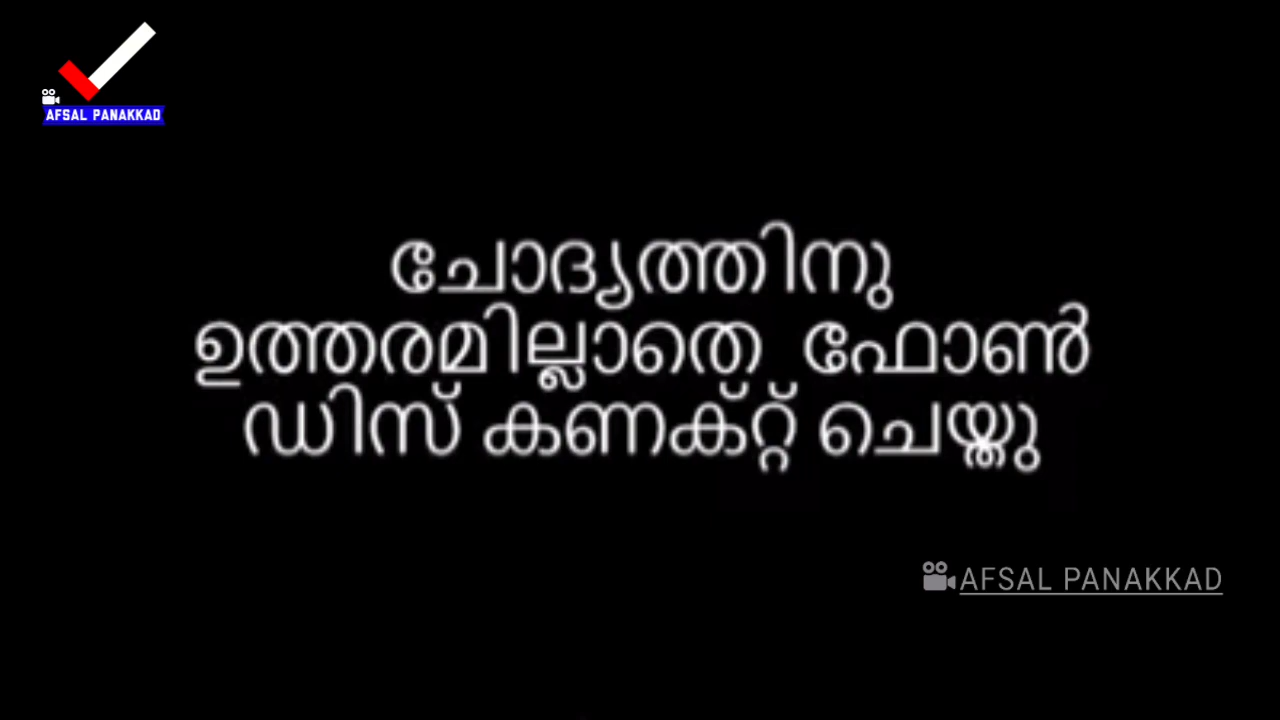 AFSAL PANAKKAD
ചോദ്യത്തിനു
ഉത്തരമില്ലാതെ ഫോൺ
ഡിസ് കണക്റ്റ് ചെയ്തു
AFSAL PANAKKAD